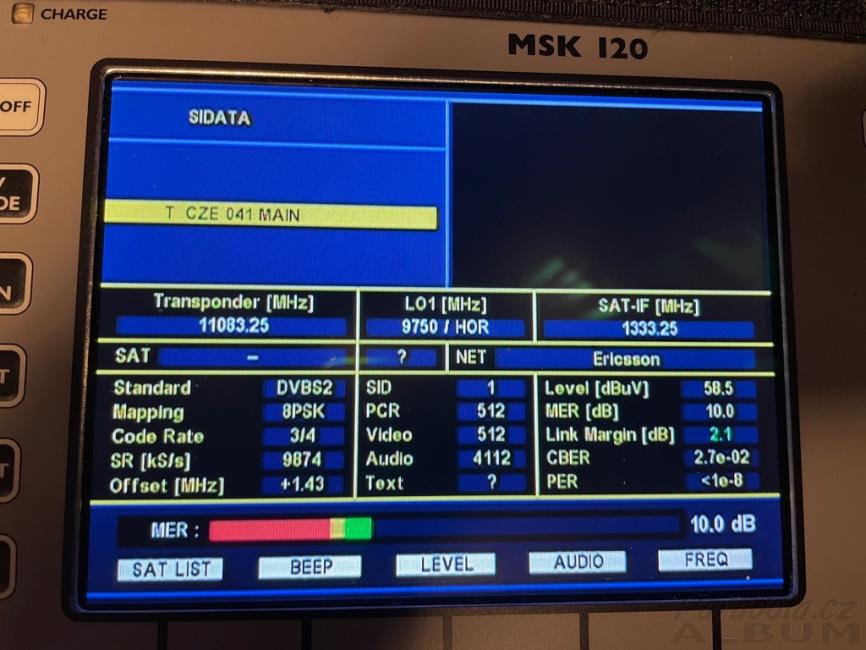 CHARGE
MSK 120
OFF
DE
N
T
T
SIDATA
T CZE 041 MAIN
Transponder [MHz] LO1 [MHz] SAT-IF [MHz]
11083.25 9750 / HOR 1333.25
SAT – ? NET Ericsson
Standard DVBS2 SID 1 Level [dBuV] 58.5
Mapping 8PSK PCR 512 MER [dB] 10.0
Code Rate 3/4 Video 512 Link Margin [dB] 2.1
SR [kS/s] 9874 Audio 4112 CBER 2.7e-02
Offset [MHz] +1.43 Text ? PER <1e-8
MER : 10.0 dB
SAT LIST BEEP LEVEL AUDIO FREQ
Parabola.cz
ALBUM